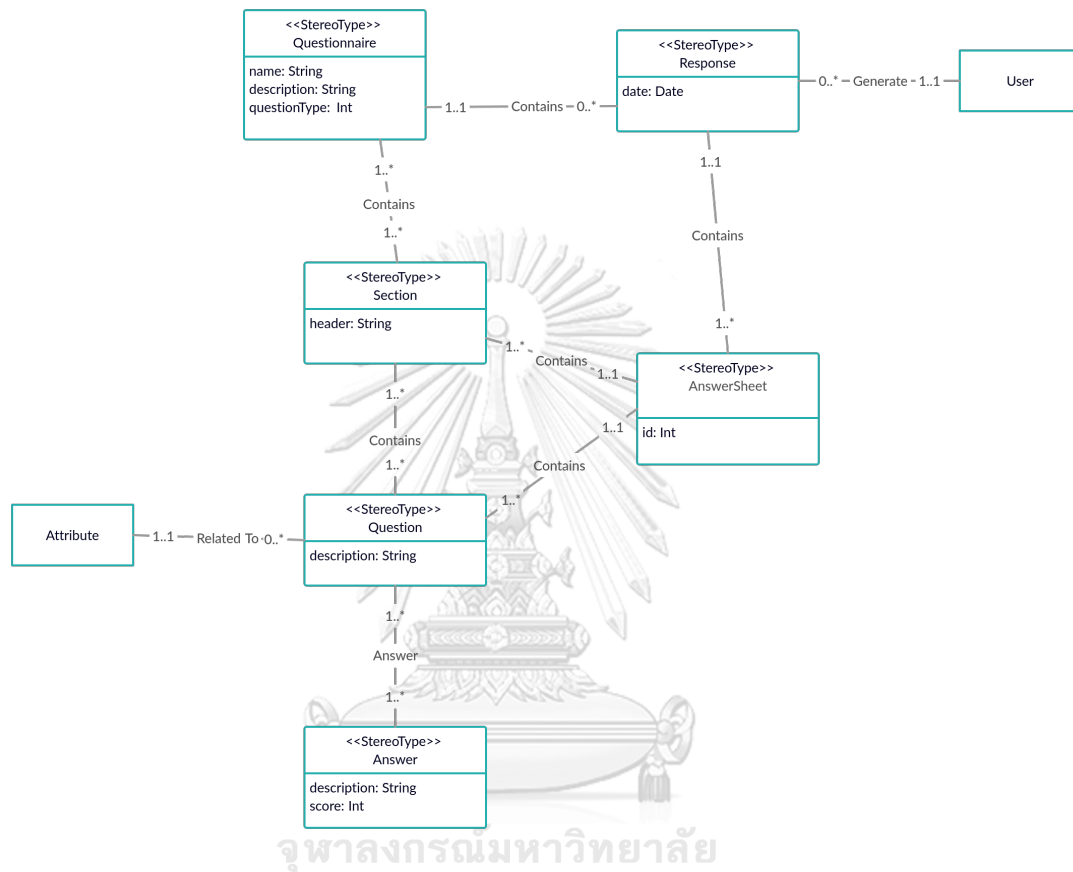 <<StereoType>>
Questionnaire
name: String
description: String
questionType: Int
1..1
Contains
0..*
<<StereoType>>
Response
date: Date
0..*
Generate
1..1
User
1..*
Contains
1..*
1..1
Contains
1..*
<<StereoType>>
Section
header: String
1..*
Contains
1..1
<<StereoType>>
AnswerSheet
id: Int
1..*
Contains
1..*
1..1
Contains
1..*
<<StereoType>>
Question
description: String
Attribute
1..1
Related To
0..*
1..*
Answer
1..*
<<StereoType>>
Answer
description: String
score: Int
จุฬาลงกรณ์มหาวิทยาลัย